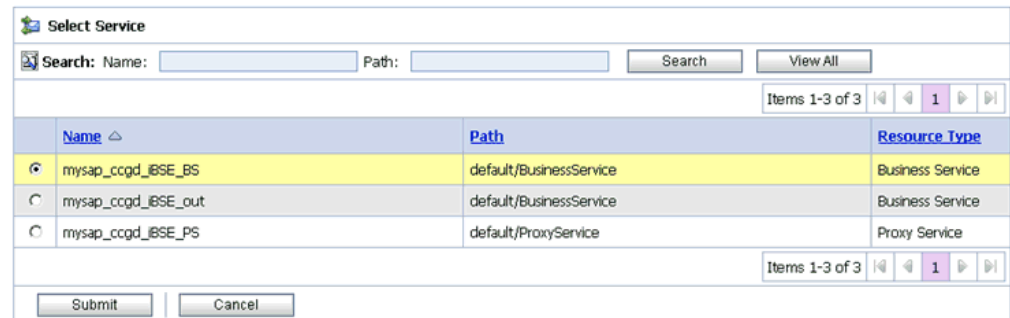 Select Service
Search: Name: Path: Search View All
Items 1-3 of 3 1
Name Path Resource Type
mysap_ccgd_iBSE_BS default/BusinessService Business Service
mysap_ccgd_iBSE_out default/BusinessService Business Service
mysap_ccgd_iBSE_PS default/ProxyService Proxy Service
Items 1-3 of 3 1
Submit Cancel